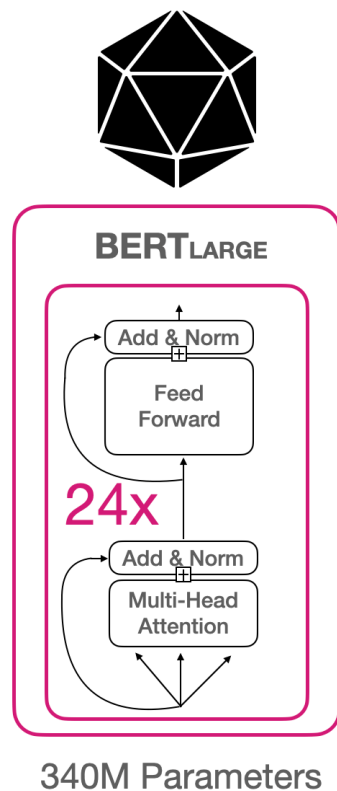 BERTLARGE
Add & Norm
+
Feed
Forward
24x
Add & Norm
+
Multi-Head
Attention
340M Parameters